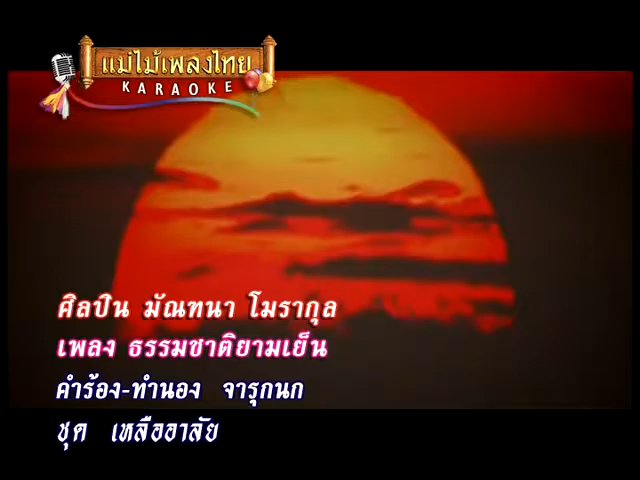 แม่ไม้เพลงไทย
KARAOKE
ศิลปิน มัณฑนา โมรากุล
เพลง ธรรมชาติยามเย็น
คำร้อง-ทำนอง จารุกนก
ชุด เหลืออาลัย